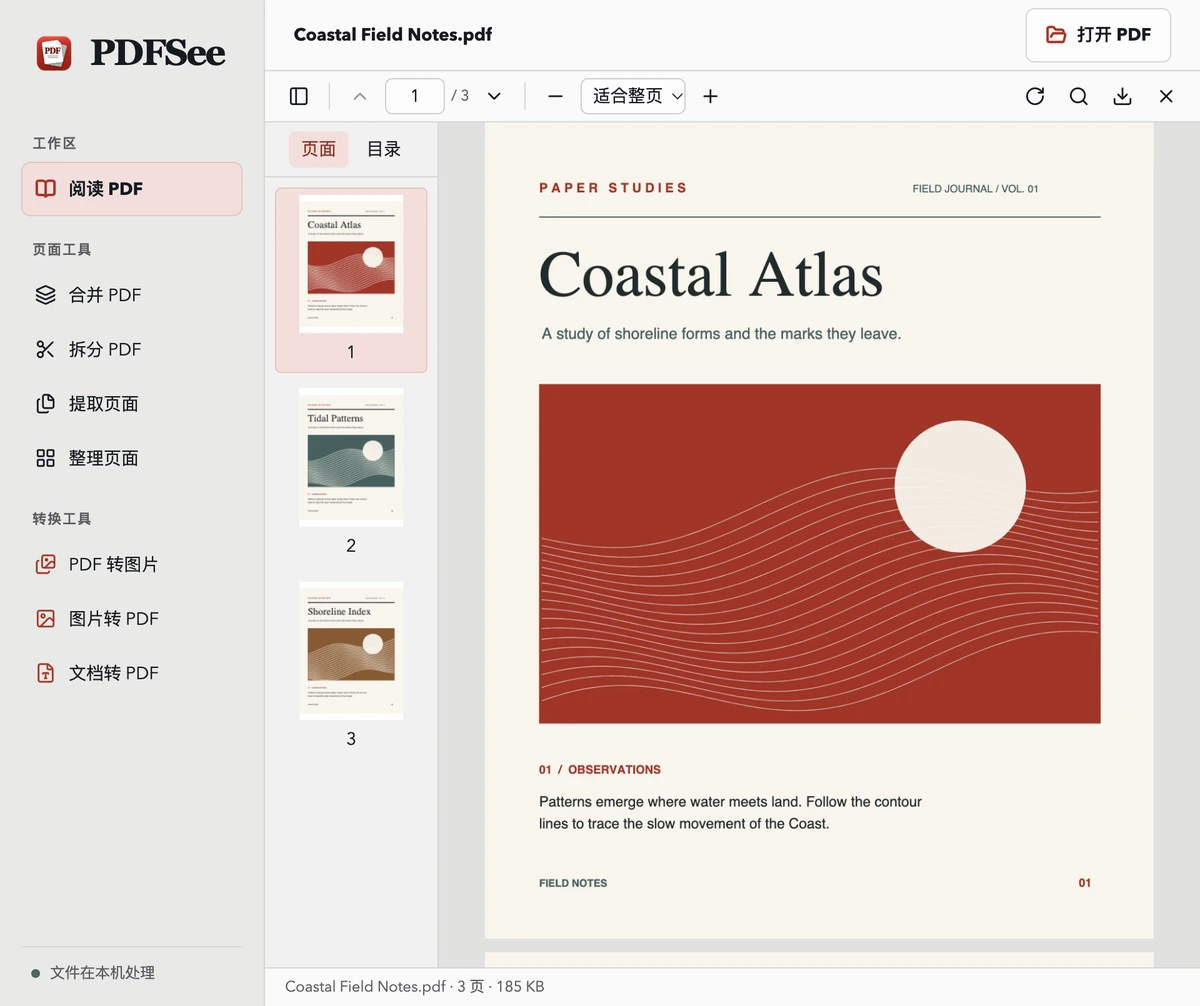 PDF
PDFSee
工作区
阅读 PDF
页面工具
合并 PDF
拆分 PDF
提取页面
整理页面
转换工具
PDF 转图片
图片转 PDF
文档转 PDF
文件在本机处理
Coastal Field Notes.pdf
打开 PDF
1 / 3
适合整页
页面 目录
Coastal Atlas
1
Tidal Patterns
2
Shoreline Index
3
PAPER STUDIES
FIELD JOURNAL / VOL. 01
Coastal Atlas
A study of shoreline forms and the marks they leave.
01 / OBSERVATIONS
Patterns emerge where water meets land. Follow the contour
lines to trace the slow movement of the Coast.
FIELD NOTES
01
Coastal Field Notes.pdf · 3 页 · 185 KB